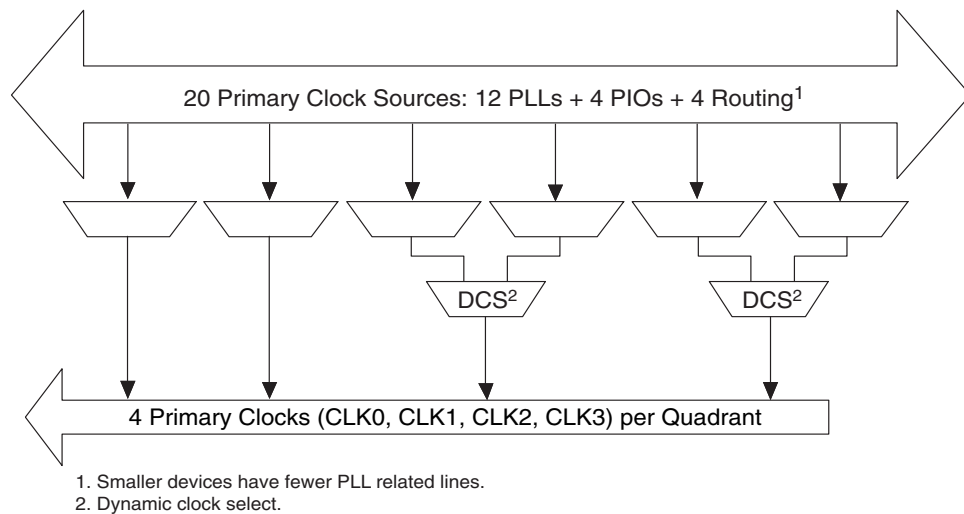 20 Primary Clock Sources: 12 PLLs + 4 PIOs + 4 Routing¹
DCS² DCS²
4 Primary Clocks (CLK0, CLK1, CLK2, CLK3) per Quadrant
1. Smaller devices have fewer PLL related lines.
2. Dynamic clock select.